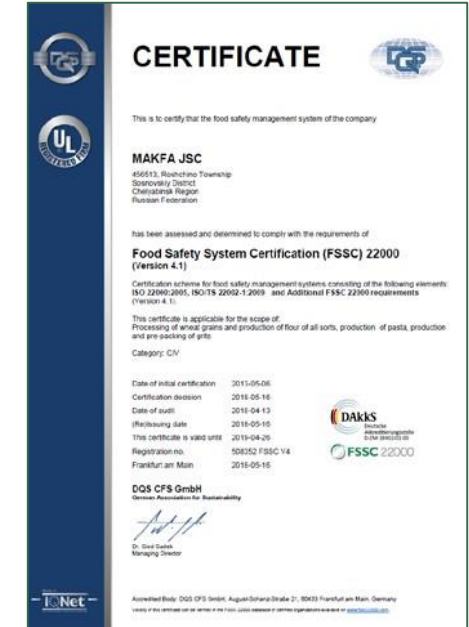 DQS
CERTIFICATE
DQS
This is to certify that the food safety management system of the company
UL
REGISTERED FIRM
MAKFA JSC
456513, Roshchino Township
Sosnovskiy District
Chelyabinsk Region
Russian Federation
has been assessed and determined to comply with the requirements of
Food Safety System Certification (FSSC) 22000
(Version 4.1)
Certification scheme for food safety management systems consisting of the following elements:
ISO 22000:2005, ISO/TS 22002-1:2009 and Additional FSSC 22000 requirements
(Version 4.1).
This certificate is applicable for the scope of:
Processing of wheat grains and production of flour of all sorts, production of pasta, production
and pre-packing of grits
Category: CIV
Date of initial certification
Certification decision 2018-05-16
Date of audit 2018-04-13
(Re)issuing date 2018-05-16
This certificate is valid until 2019-04-26
Registration no. 508352 FSSC V4
Frankfurt am Main 2018-05-16
DAkkS
Deutsche
Akkreditierungsstelle
FSSC 22000
DQS CFS GmbH
German Association for Sustainability
Managing Director
IQNet
Accredited Body: DQS CFS GmbH, August-Schanz-Straße 21, 60433 Frankfurt am Main, Germany